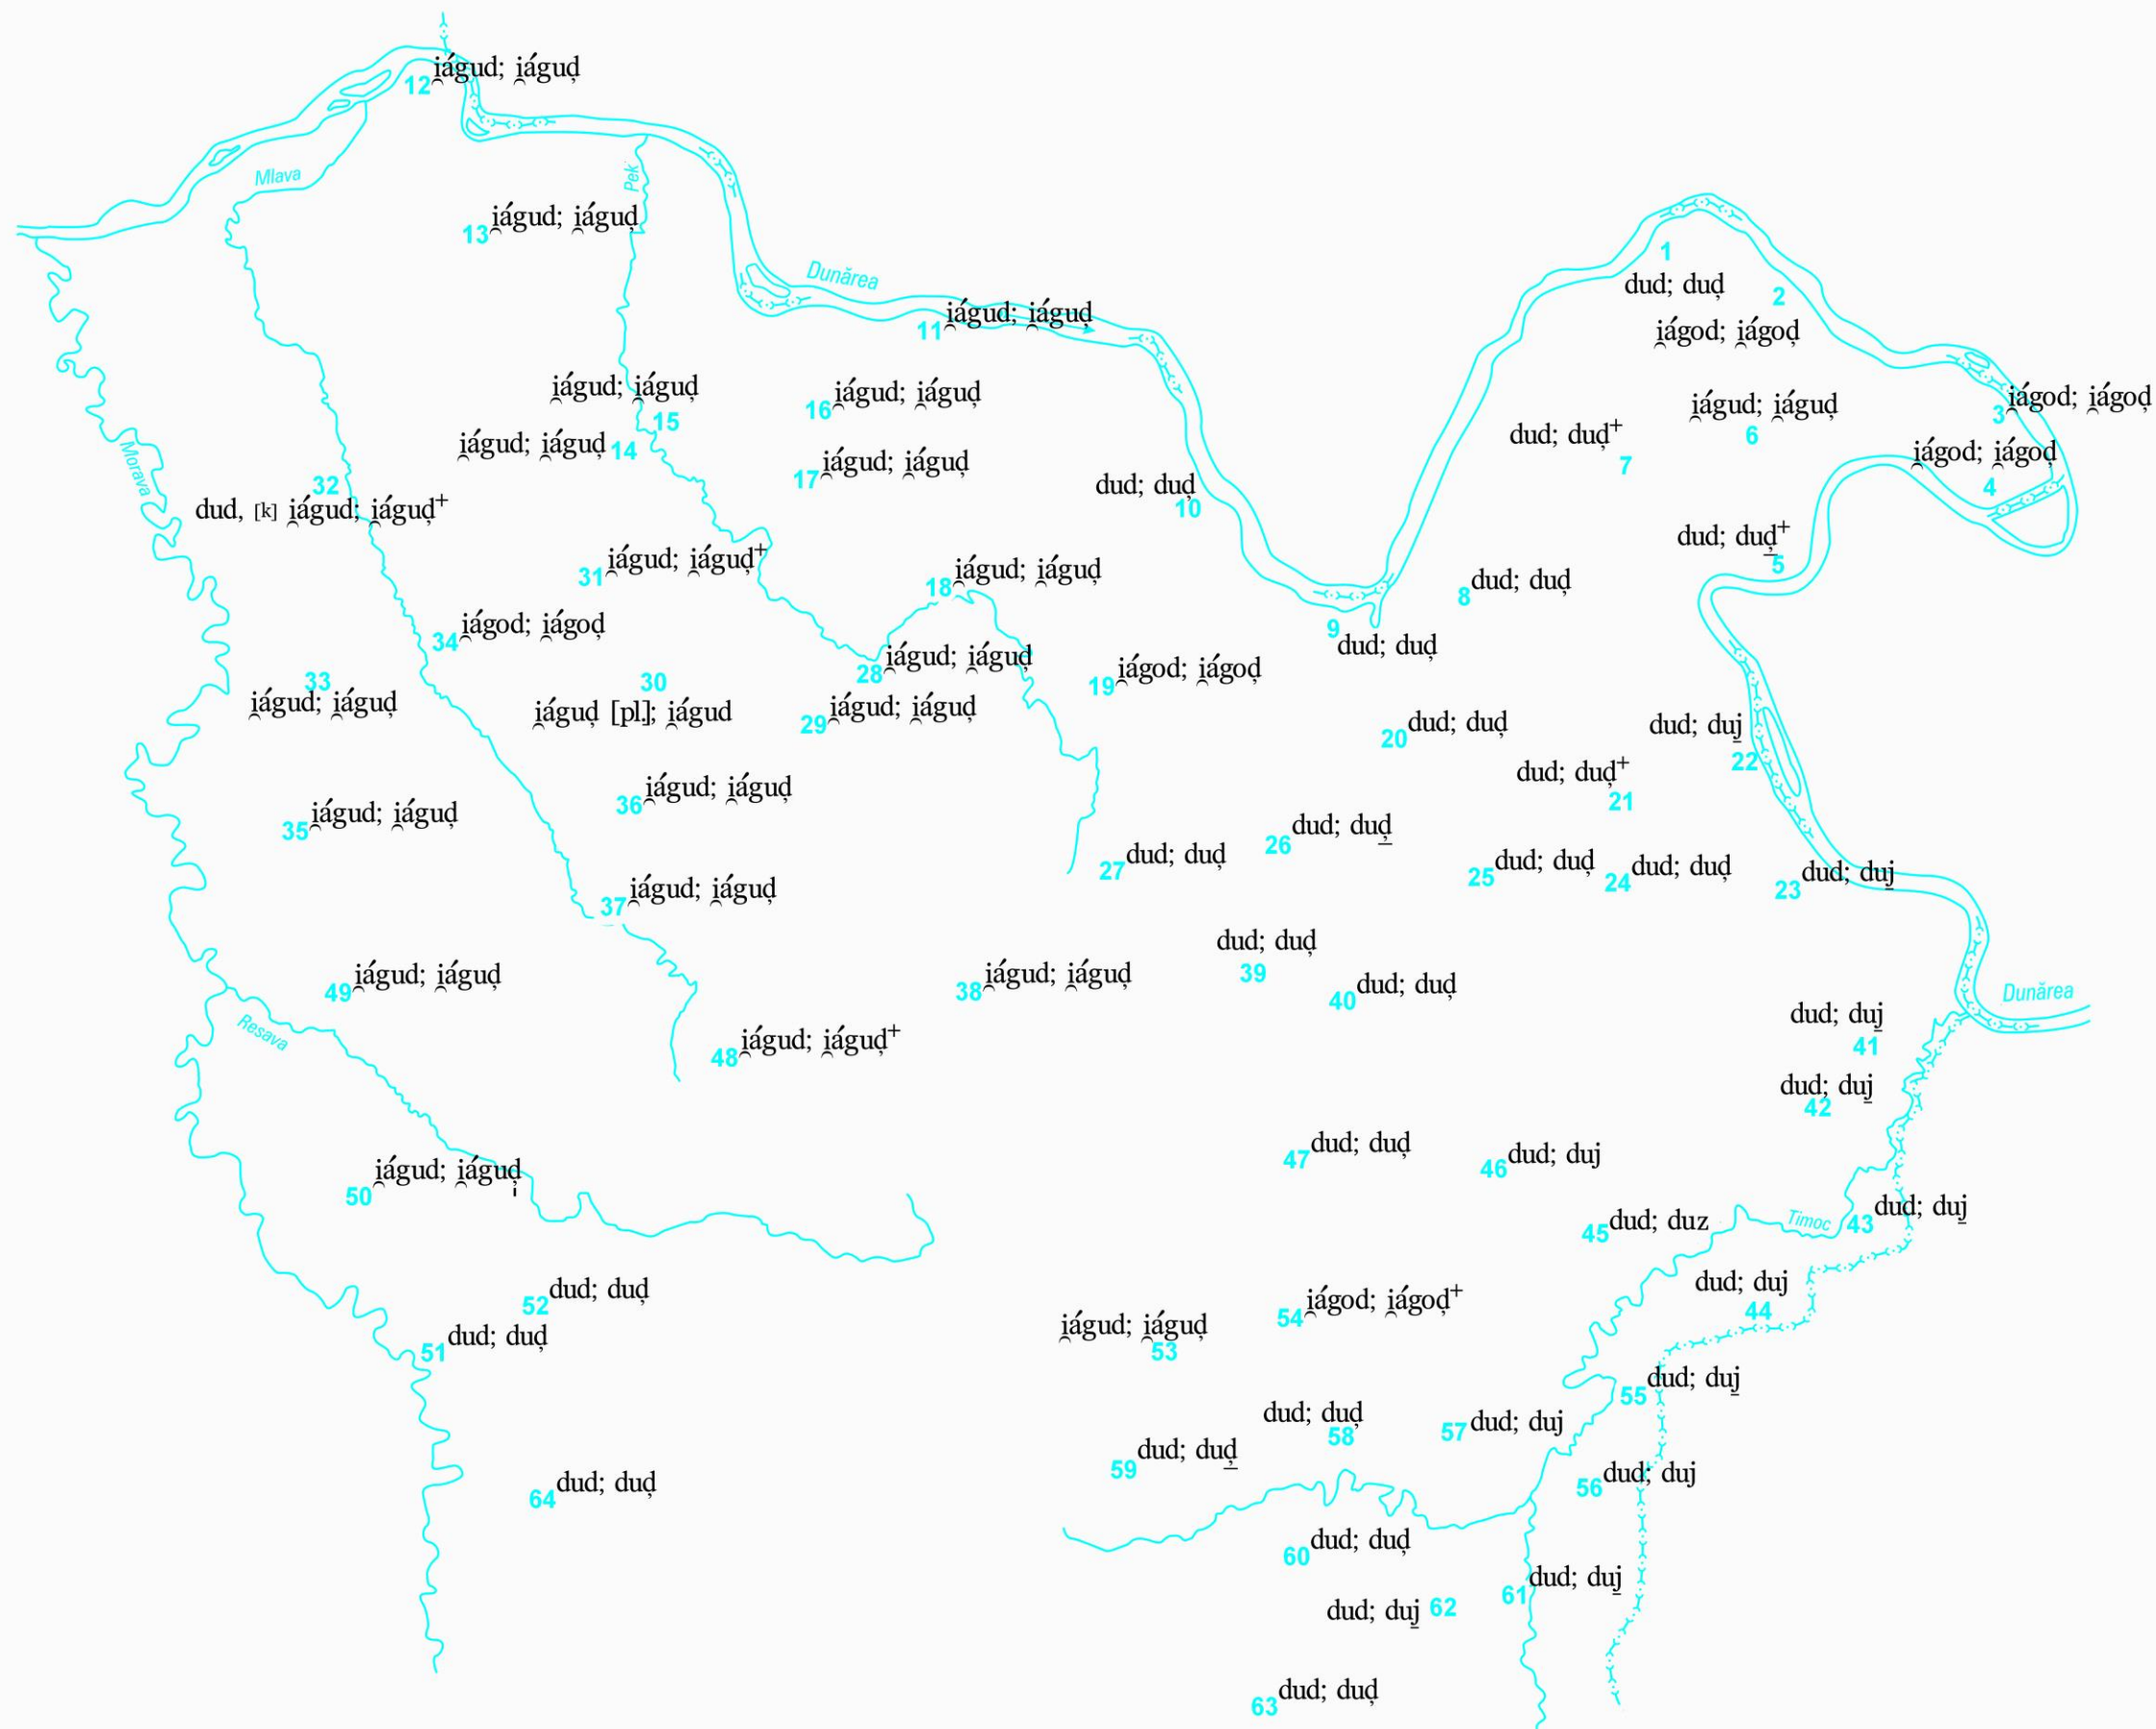 12 i̯águd; i̯águḍ
Mlava
Pek
13 i̯águd; i̯águḍ
Dunărea
11 i̯águd; i̯águḍ
1
dud; duḍ
2
i̯ágod; i̯ágoḍ
i̯águd; i̯águḍ
15
16 i̯águd; i̯águḍ
i̯águd; i̯águḍ
6
3 i̯ágod; i̯ágoḍ
i̯águd; i̯águḍ 14
17 i̯águd; i̯águḍ
dud; duḍ+
7
i̯ágod; i̯ágoḍ
4
Morava
32
dud, [k] i̯águd; i̯águḍ+
dud; duḍ
10
dud; duḍ̱+
5
31 i̯águd; i̯águḍ+
18 i̯águd; i̯águḍ
8 dud; duḍ
34 i̯ágod; i̯ágoḍ
9
dud; duḍ
33
i̯águd; i̯águḍ
30
i̯águḍ [pl.]; i̯águd
28 i̯águd; i̯águḍ
19 i̯ágod; i̯ágoḍ
29 i̯águd; i̯águḍ
20 dud; duḍ
dud; duj̱
22
36 i̯águd; i̯águḍ
dud; duḍ+
21
35 i̯águd; i̯águḍ
26 dud; duḍ̱
27 dud; duḍ
25 dud; duḍ
24 dud; duḍ
23 dud; duj̱
37 i̯águd; i̯águḍ
dud; duḍ
39
49 i̯águd; i̯águḍ
38 i̯águd; i̯águḍ
40 dud; duḍ
Dunărea
Resava
48 i̯águd; i̯águḍ+
dud; duj̱
41
dud; duj̱
42
47 dud; duḍ
46 dud; duj
50 i̯águd; i̯águḍ̩
45 dud; duz
Timoc
43 dud; duj̱
52 dud; duḍ
54 i̯ágod; i̯ágoḍ+
dud; duj
44
51 dud; duḍ
i̯águd; i̯águḍ
53
55 dud; duj̱
dud; duḍ
58
57 dud; duj
59 dud; duḍ̱
64 dud; duḍ
56 dud; duj
60 dud; duḍ
61 dud; duj̱
dud; duj̱ 62
63 dud; duḍ